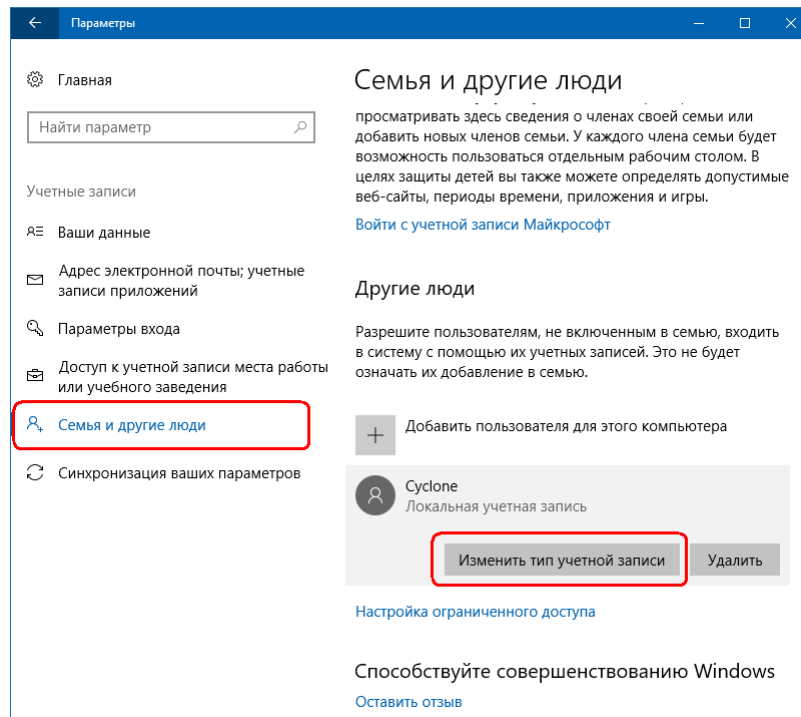 Параметры
Главная
Найти параметр
Учетные записи
Ваши данные
Адрес электронной почты; учетные
записи приложений
Параметры входа
Доступ к учетной записи места работы
или учебного заведения
Семья и другие люди
Синхронизация ваших параметров
Семья и другие люди
просматривать здесь сведения о членах своей семьи или
добавить новых членов семьи. У каждого члена семьи будет
возможность пользоваться отдельным рабочим столом. В
целях защиты детей вы также можете определять допустимые
веб-сайты, периоды времени, приложения и игры.
Войти с учетной записи Майкрософт
Другие люди
Разрешите пользователям, не включенным в семью, входить
в систему с помощью их учетных записей. Это не будет
означать их добавление в семью.
Добавить пользователя для этого компьютера
Cyclone
Локальная учетная запись
Изменить тип учетной записи
Удалить
Настройка ограниченного доступа
Способствуйте совершенствованию Windows
Оставить отзыв